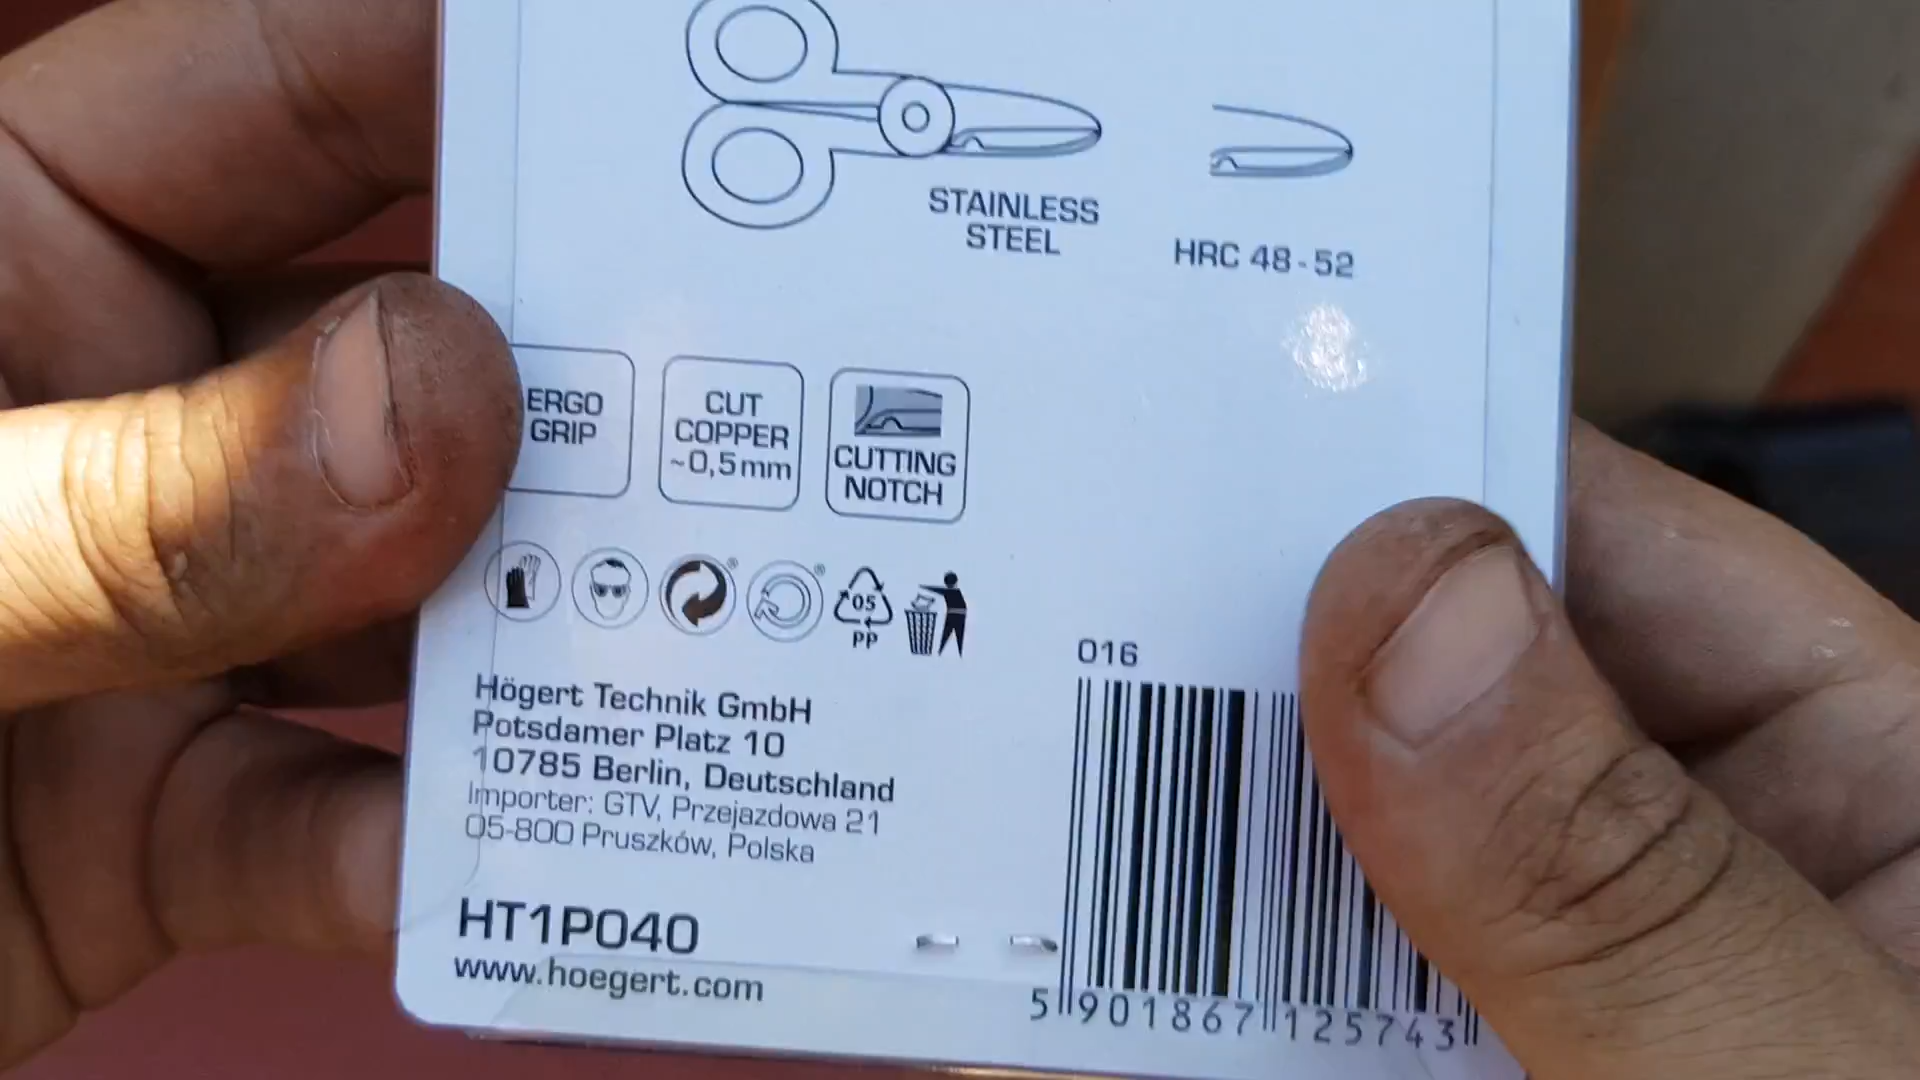 STAINLESS
STEEL
HRC 48-52
ERGO
GRIP
CUT
COPPER
~0,5mm
CUTTING
NOTCH
®
®
05
PP
016
Högert Technik GmbH
Potsdamer Platz 10
10785 Berlin, Deutschland
Importer: GTV, Przejazdowa 21
05-800 Pruszków, Polska
HT1P040
www.hoegert.com
5 901867 125743